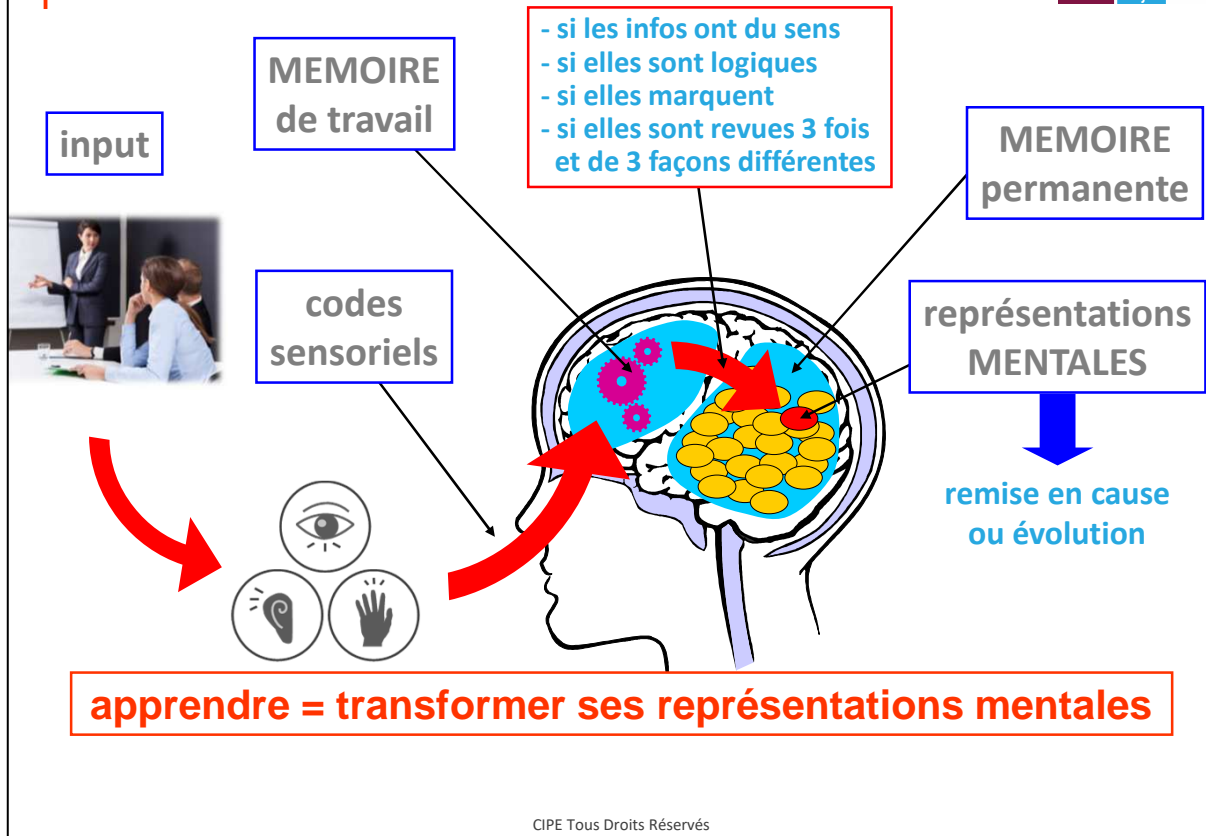 input
MEMOIRE
de travail
- si les infos ont du sens
- si elles sont logiques
- si elles marquent
- si elles sont revues 3 fois
et de 3 façons différentes
MEMOIRE
permanente
codes
sensoriels
représentations
MENTALES
remise en cause
ou évolution
apprendre = transformer ses représentations mentales
CIPE Tous Droits Réservés